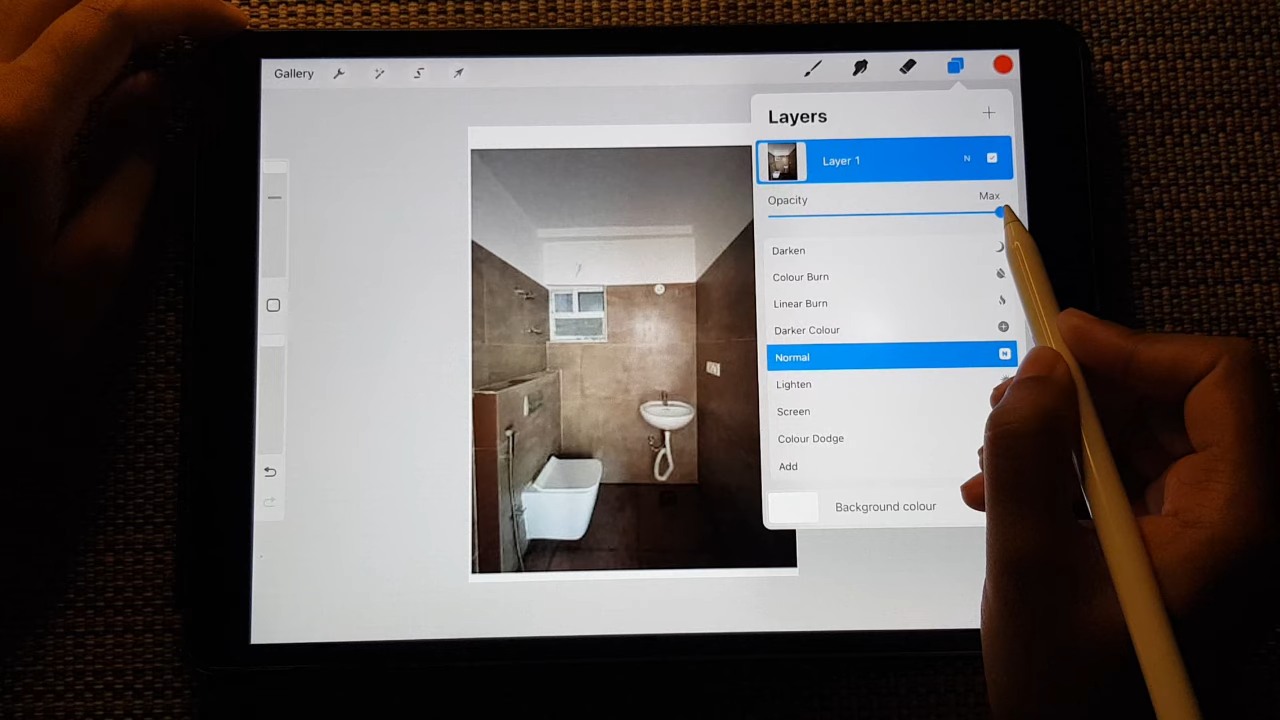 Gallery
Layers
Layer 1 N
Opacity Max
Darken
Colour Burn
Linear Burn
Darker Colour
Normal N
Lighten
Screen
Colour Dodge
Add
Background colour